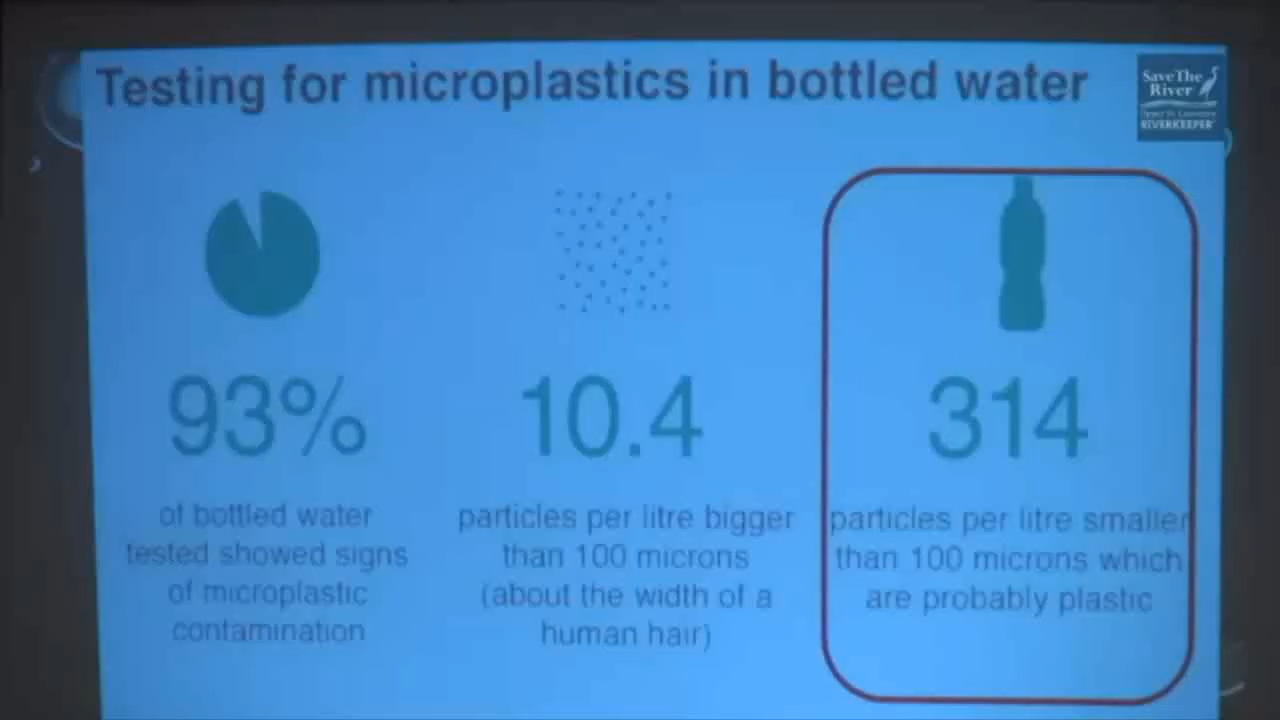 Testing for microplastics in bottled water
SaveThe
River
RIVERKEEPER
93%
of bottled water
tested showed signs
of microplastic
contamination
10.4
particles per litre bigger
than 100 microns
(about the width of a
human hair)
314
particles per litre smaller
than 100 microns which
are probably plastic